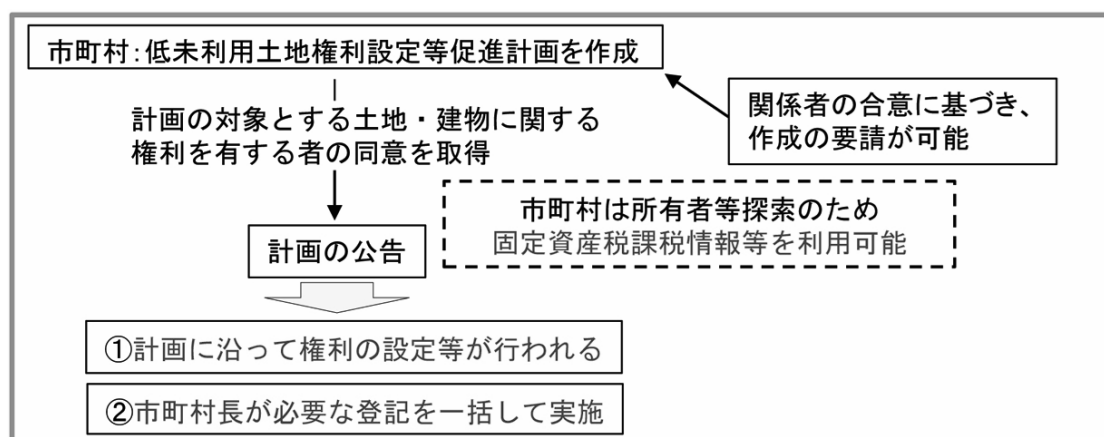 市町村：低未利用土地権利設定等促進計画を作成
関係者の合意に基づき、
作成の要請が可能
計画の対象とする土地・建物に関する
権利を有する者の同意を取得
市町村は所有者等探索のため
固定資産税課税情報等を利用可能
計画の公告
①計画に沿って権利の設定等が行われる
②市町村長が必要な登記を一括して実施